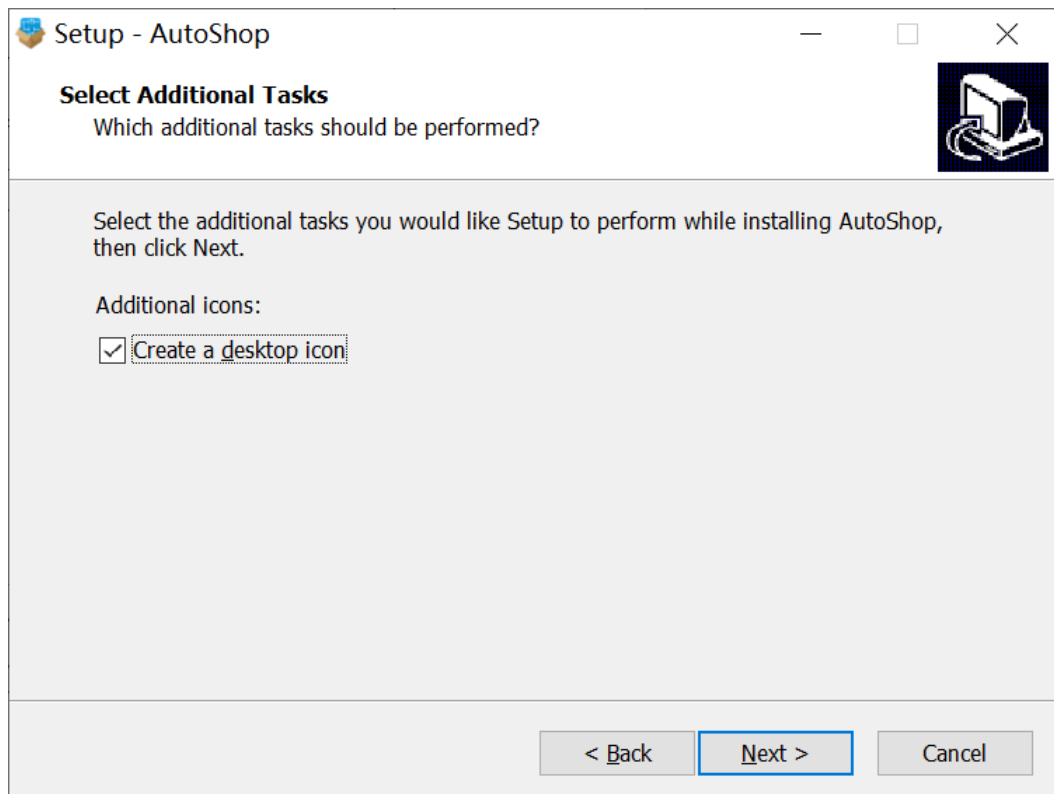 Setup - AutoShop
Select Additional Tasks
Which additional tasks should be performed?
Select the additional tasks you would like Setup to perform while installing AutoShop,
then click Next.
Additional icons:
Create a desktop icon
< Back
Next >
Cancel